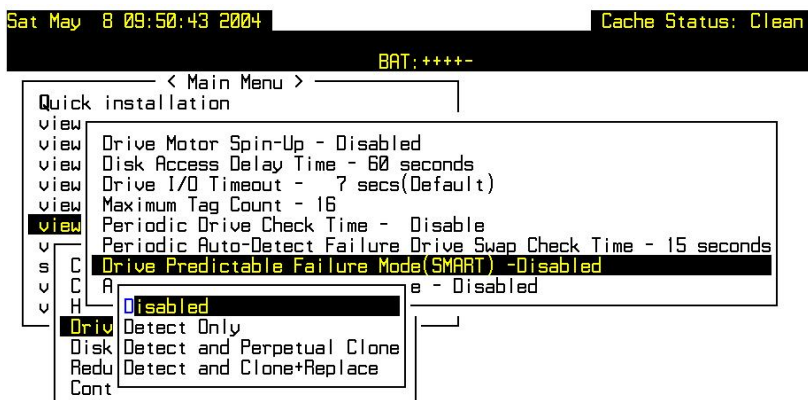 Sat May 8 09:50:43 2004 Cache Status: Clean
BAT:++++-
< Main Menu >
Quick installation
view
view Drive Motor Spin-Up - Disabled
view Disk Access Delay Time - 60 seconds
view Drive I/O Timeout - 7 secs(Default)
view Maximum Tag Count - 16
view Periodic Drive Check Time - Disable
v Periodic Auto-Detect Failure Drive Swap Check Time - 15 seconds
s C Drive Predictable Failure Mode(SMART) -Disabled
v C A e - Disabled
v H Disabled
Driv Detect Only
Disk Detect and Perpetual Clone
Redu Detect and Clone+Replace
Cont